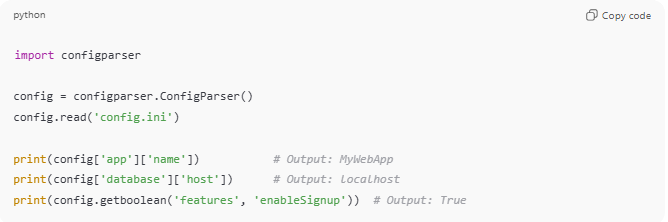 python
Copy code
import configparser
config = configparser.ConfigParser()
config.read('config.ini')
print(config['app']['name'])           # Output: MyWebApp
print(config['database']['host'])      # Output: localhost
print(config.getboolean('features', 'enableSignup'))  # Output: True